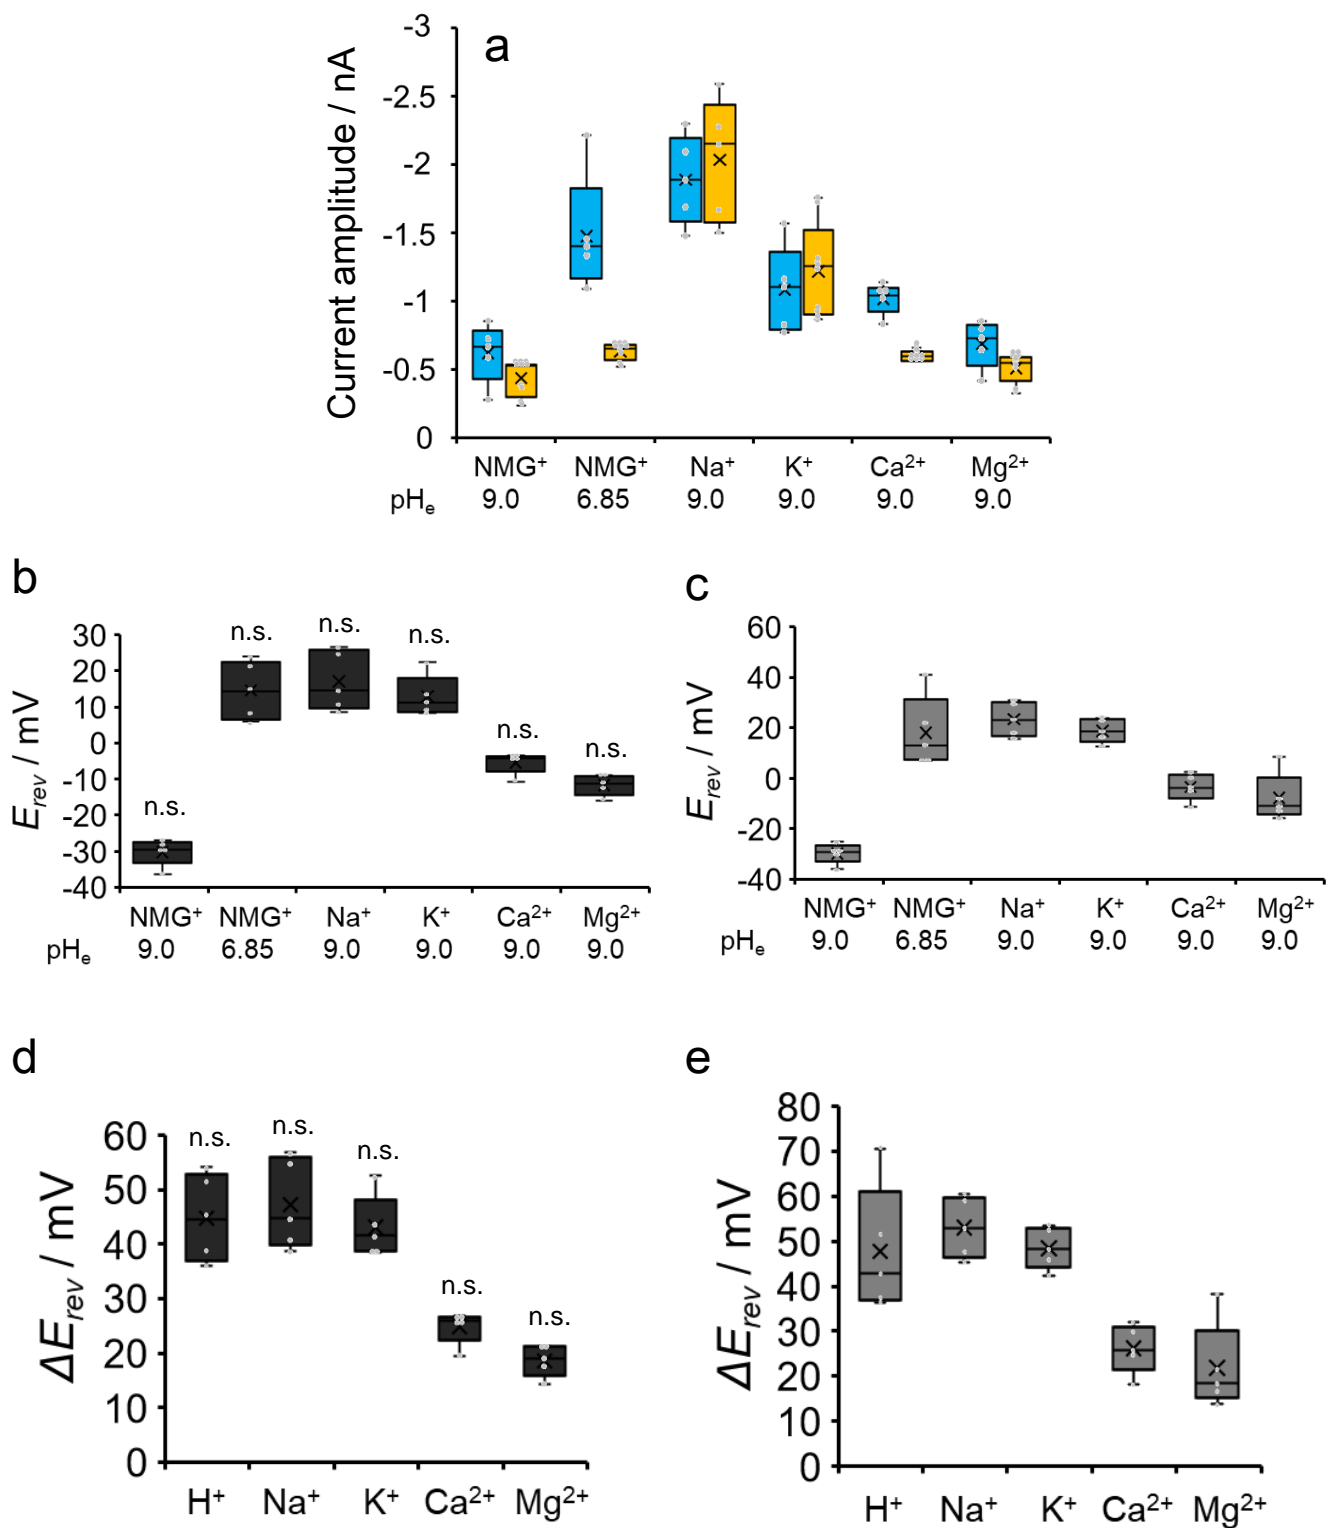 a
Current amplitude / nA
-3
-2.5
-2
-1.5
-1
-0.5
0
NMG⁺ NMG⁺ Na⁺ K⁺ Ca²⁺ Mg²⁺
pHₑ 9.0 6.85 9.0 9.0 9.0 9.0
b
E_rev / mV
30
20
10
0
-10
-20
-30
-40
n.s. n.s. n.s. n.s. n.s. n.s.
NMG⁺ NMG⁺ Na⁺ K⁺ Ca²⁺ Mg²⁺
pHₑ 9.0 6.85 9.0 9.0 9.0 9.0
c
E_rev / mV
60
40
20
0
-20
-40
NMG⁺ NMG⁺ Na⁺ K⁺ Ca²⁺ Mg²⁺
pHₑ 9.0 6.85 9.0 9.0 9.0 9.0
d
ΔE_rev / mV
60
50
40
30
20
10
0
n.s. n.s. n.s. n.s. n.s.
H⁺ Na⁺ K⁺ Ca²⁺ Mg²⁺
e
ΔE_rev / mV
80
70
60
50
40
30
20
10
0
H⁺ Na⁺ K⁺ Ca²⁺ Mg²⁺